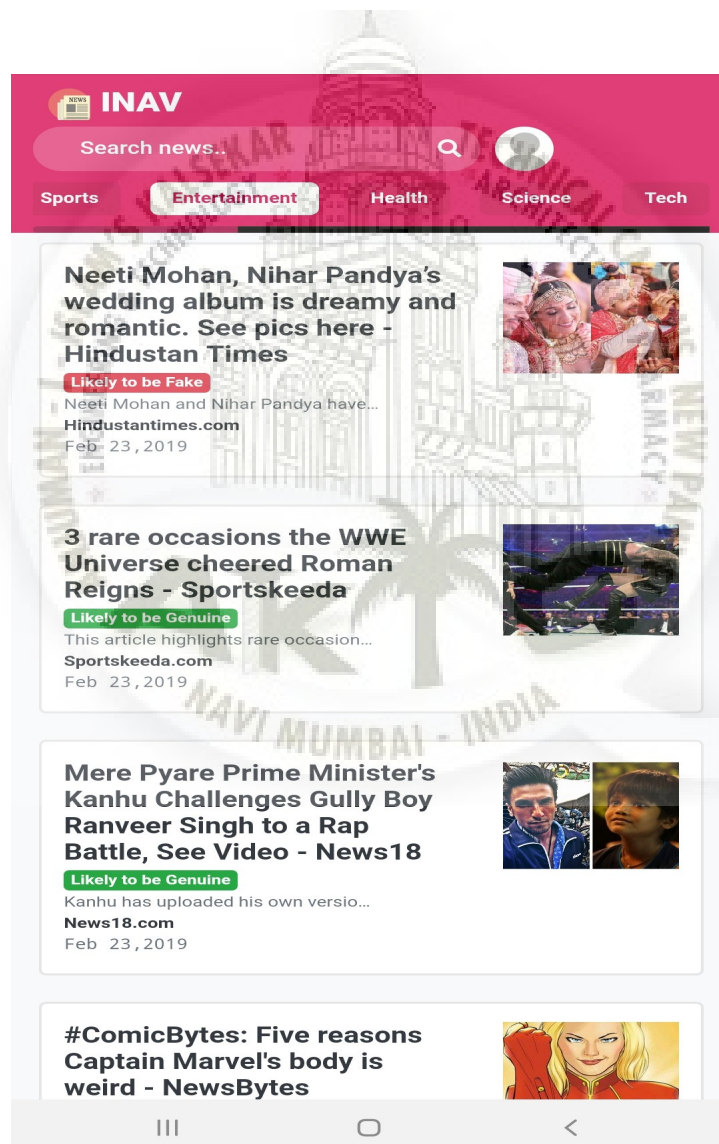 NEWS
INAV
Search news..
Sports
Entertainment
Health
Science
Tech
Neeti Mohan, Nihar Pandya's
wedding album is dreamy and
romantic. See pics here -
Hindustan Times
Likely to be Fake
Neeti Mohan and Nihar Pandya have...
Hindustantimes.com
Feb 23,2019
3 rare occasions the WWE
Universe cheered Roman
Reigns - Sportskeeda
Likely to be Genuine
This article highlights rare occasion...
Sportskeeda.com
Feb 23,2019
Mere Pyare Prime Minister's
Kanhu Challenges Gully Boy
Ranveer Singh to a Rap
Battle, See Video - News18
Likely to be Genuine
Kanhu has uploaded his own versio...
News18.com
Feb 23,2019
#ComicBytes: Five reasons
Captain Marvel's body is
weird - NewsBytes
KALSEKAR
TECHNICAL
PHARMACY
AKTC
NAVI MUMBAI - INDIA